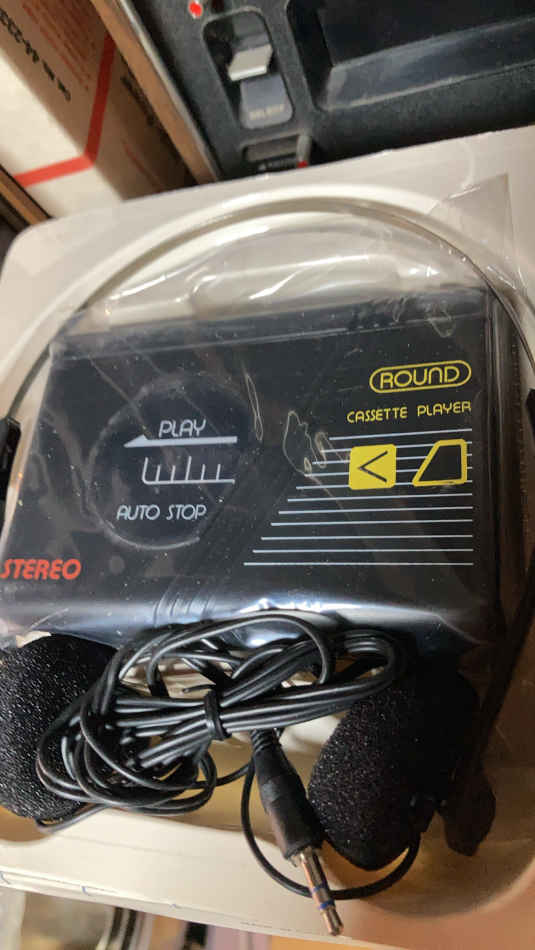 ROUND
CASSETTE PLAYER
PLAY
AUTO STOP
STEREO